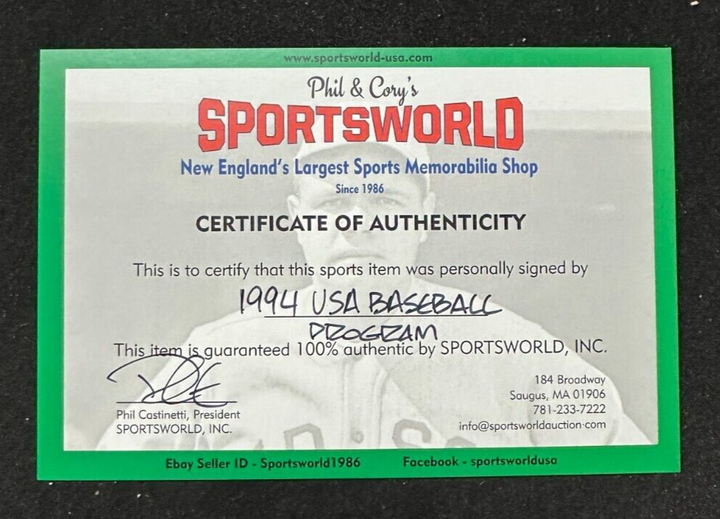 www.sportsworld-usa.com
Phil & Cory's
SPORTSWORLD
New England's Largest Sports Memorabilia Shop
Since 1986
CERTIFICATE OF AUTHENTICITY
This is to certify that this sports item was personally signed by
1994 USA BASEBALL
PROGRAM
This item is guaranteed 100% authentic by SPORTSWORLD, INC.
Phil Castinetti, President
SPORTSWORLD, INC.
184 Broadway
Saugus, MA 01906
781-233-7222
info@sportsworldauction.com
Ebay Seller ID - Sportsworld1986
Facebook - sportsworldusa